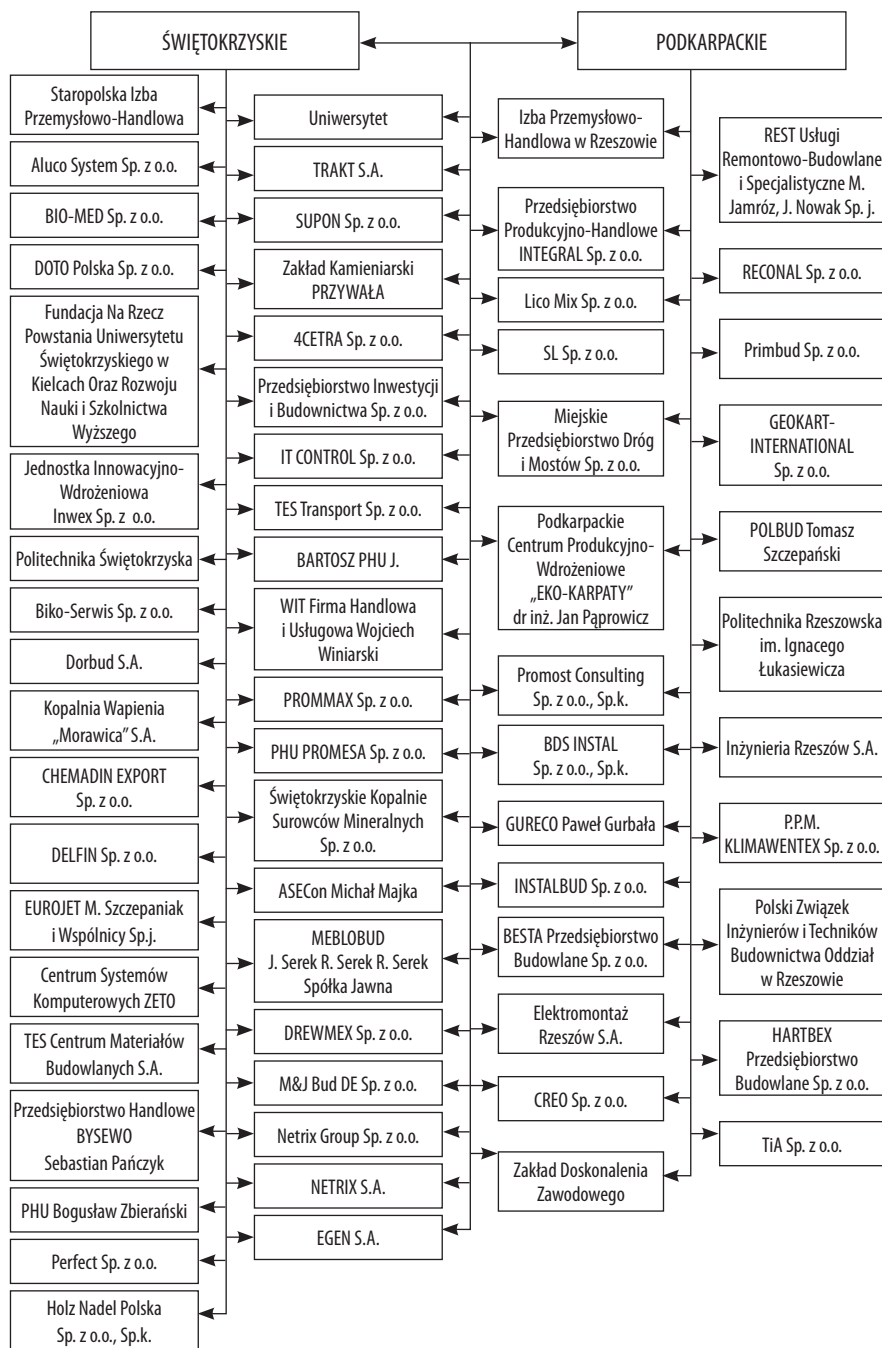 ŚWIĘTOKRZYSKIE
PODKARPACKIE
Staropolska Izba
Przemysłowo-Handlowa
Aluco System Sp. z o.o.
BIO-MED Sp. z o.o.
DOTO Polska Sp. z o.o.
Fundacja Na Rzecz
Powstania Uniwersytetu
Świętokrzyskiego w
Kielcach Oraz Rozwoju
Nauki i Szkolnictwa
Wyższego
Jednostka Innowacyjno-
Wdrożeniowa
Inwex Sp. z o.o.
Politechnika Świętokrzyska
Biko-Serwis Sp. z o.o.
Dorbud S.A.
Kopalnia Wapienia
„Morawica” S.A.
CHEMADIN EXPORT
Sp. z o.o.
DELFIN Sp. z o.o.
EUROJET M. Szczepaniak
i Wspólnicy Sp.j.
Centrum Systemów
Komputerowych ZETO
TES Centrum Materiałów
Budowlanych S.A.
Przedsiębiorstwo Handlowe
BYSEWO
Sebastian Pańczyk
PHU Bogusław Zbierański
Perfect Sp. z o.o.
Holz Nadel Polska
Sp. z o.o., Sp.k.
Uniwersytet
TRAKT S.A.
SUPON Sp. z o.o.
Zakład Kamieniarski
PRZYWAŁA
4CETRA Sp. z o.o.
Przedsiębiorstwo Inwestycji
i Budownictwa Sp. z o.o.
IT CONTROL Sp. z o.o.
TES Transport Sp. z o.o.
BARTOSZ PHU J.
WIT Firma Handlowa
i Usługowa Wojciech
Winiarski
PROMMAX Sp. z o.o.
PHU PROMESA Sp. z o.o.
Świętokrzyskie Kopalnie
Surowców Mineralnych
Sp. z o.o.
ASECon Michał Majka
MEBLOBUD
J. Serek R. Serek R. Serek
Spółka Jawna
DREWMEX Sp. z o.o.
M&J Bud DE Sp. z o.o.
Netrix Group Sp. z o.o.
NETRIX S.A.
EGEN S.A.
Izba Przemysłowo-
Handlowa w Rzeszowie
Przedsiębiorstwo
Produkcyjno-Handlowe
INTEGRAL Sp. z o.o.
Lico Mix Sp. z o.o.
SL Sp. z o.o.
Miejskie
Przedsiębiorstwo Dróg
i Mostów Sp. z o.o.
Podkarpackie
Centrum Produkcyjno-
Wdrożeniowe
„EKO-KARPATY”
dr inż. Jan Pąprowicz
Promost Consulting
Sp. z o.o., Sp.k.
BDS INSTAL
Sp. z o.o., Sp.k.
GURECO Paweł Gurbała
INSTALBUD Sp. z o.o.
BESTA Przedsiębiorstwo
Budowlane Sp. z o.o.
Elektromontaż
Rzeszów S.A.
CREO Sp. z o.o.
Zakład Doskonalenia
Zawodowego
REST Usługi
Remontowo-Budowlane
i Specjalistyczne M.
Jamróz, J. Nowak Sp. j.
RECONAL Sp. z o.o.
Primbud Sp. z o.o.
GEOKART-
INTERNATIONAL
Sp. z o.o.
POLBUD Tomasz
Szczepański
Politechnika Rzeszowska
im. Ignacego
Łukasiewicza
Inżynieria Rzeszów S.A.
P.P.M.
KLIMAWENTEX Sp. z o.o.
Polski Związek
Inżynierów i Techników
Budownictwa Oddział
w Rzeszowie
HARTBEX
Przedsiębiorstwo
Budowlane Sp. z o.o.
TiA Sp. z o.o.